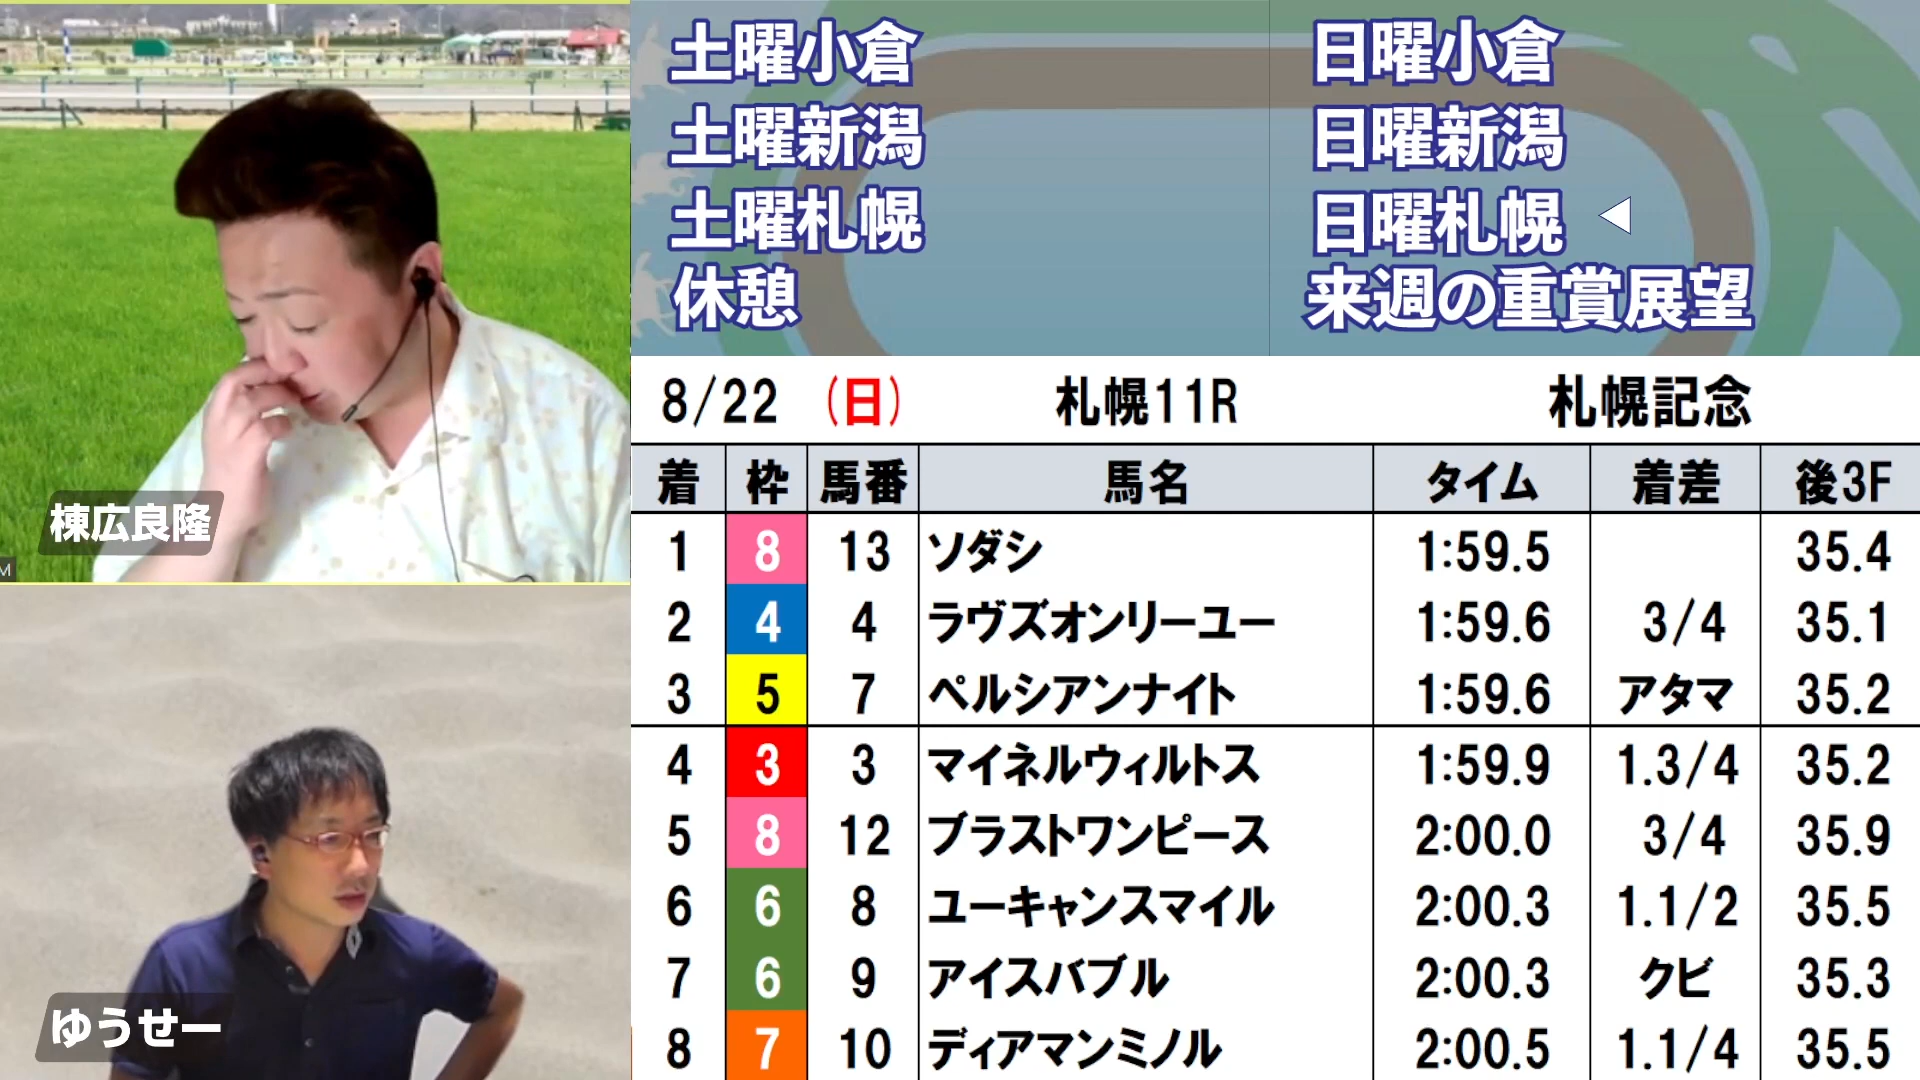 土曜小倉
土曜新潟
土曜札幌
休憩
日曜小倉
日曜新潟
日曜札幌 ◀
来週の重賞展望
棟広良隆
M
ゆうせー
8/22 (日) 札幌11R 札幌記念
着 枠 馬番 馬名 タイム 着差 後3F
1 8 13 ソダシ 1:59.5 35.4
2 4 4 ラヴズオンリーユー 1:59.6 3/4 35.1
3 5 7 ペルシアンナイト 1:59.6 アタマ 35.2
4 3 3 マイネルウィルトス 1:59.9 1.3/4 35.2
5 8 12 ブラストワンピース 2:00.0 3/4 35.9
6 6 8 ユーキャンスマイル 2:00.3 1.1/2 35.5
7 6 9 アイスバブル 2:00.3 クビ 35.3
8 7 10 ディアマンミノル 2:00.5 1.1/4 35.5